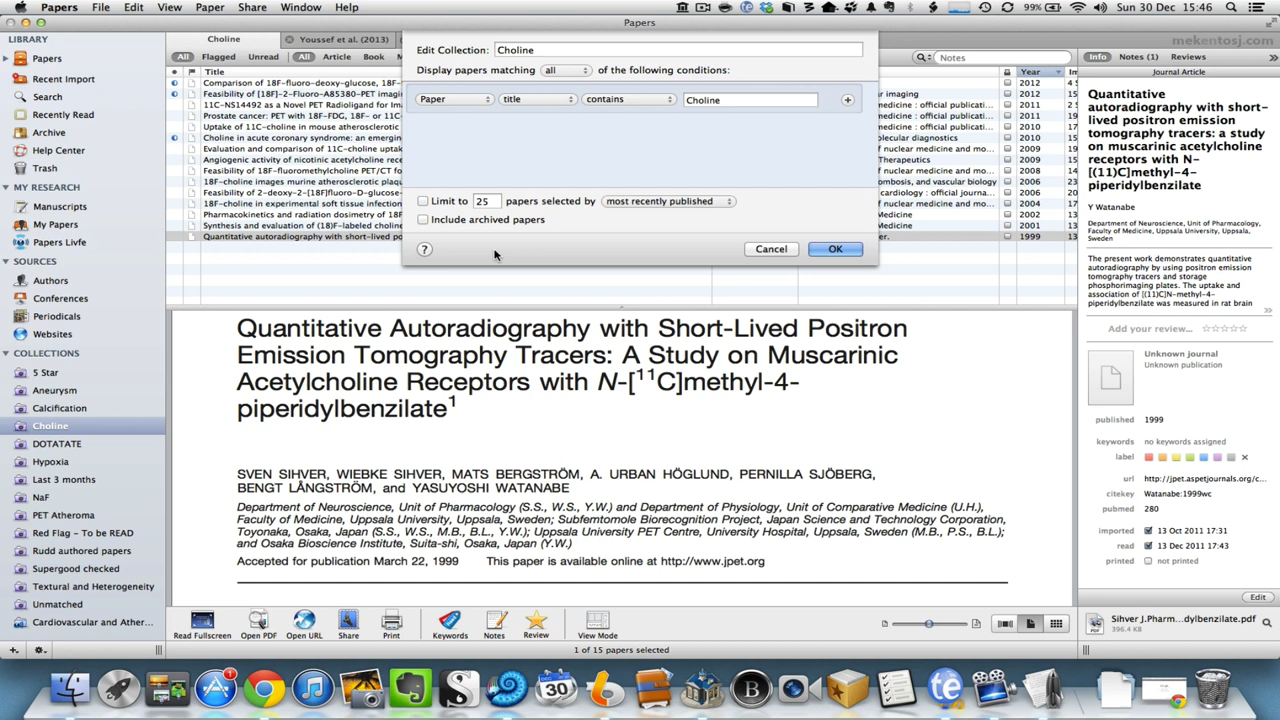 Papers File Edit View Paper Share Window Help 99% Sun 30 Dec 15:46
Papers
mekentosj.com
LIBRARY
Papers
Recent Import
Search
Recently Read
Archive
Help Center
Trash
MY RESEARCH
Manuscripts
My Papers
Papers Livfe
SOURCES
Authors
Conferences
Periodicals
Websites
COLLECTIONS
5 Star
Aneurysm
Calcification
Choline
DOTATATE
Hypoxia
Last 3 months
NaF
PET Atheroma
Red Flag - To be READ
Rudd authored papers
Supergood checked
Textural and Heterogeneity
Unmatched
Cardiovascular and Ather...
Choline Youssef et al. (2013)
All Flagged Unread All Article Book Notes
Title Year
Comparison of 18F-fluoro-deoxy-glucose, 18F- 2012
Feasibility of [18F]-2-Fluoro-A85380-PET imagi aging 2012
11C-NS14492 as a Novel PET Radioligand for Im medicine : official publicati... 2011
Prostate cancer: PET with 18F-FDG, 18F- or 11C medicine : official publicati... 2010
Uptake of 11C-choline in mouse atherosclerotic medicine : official publicati... 2010
Choline in acute coronary syndrome: an emergin lecular diagnostics 2010
Evaluation and comparison of 11C-choline uptak of nuclear medicine and mo... 2009
Angiogenic activity of nicotinic acetylcholine re Therapeutics 2009
Feasibility of 18F-fluoromethylcholine PET/CT f of nuclear medicine and mo... 2008
18F-choline images murine atherosclerotic plaqu bosis, and vascular biology 2006
Feasibility of 2-deoxy-2-[18F]fluoro-D-glucose- cardiology : official journa... 2006
18F-choline in experimental soft tissue infection of nuclear medicine and mo... 2004
Pharmacokinetics and radiation dosimetry of 18F Medicine 2002
Synthesis and evaluation of (18)F-labeled choline Medicine 2001
Quantitative autoradiography with short-lived po er. 1999
Edit Collection: Choline
Display papers matching all of the following conditions:
Paper title contains Choline
Limit to 25 papers selected by most recently published
Include archived papers
? Cancel OK
Quantitative Autoradiography with Short-Lived Positron
Emission Tomography Tracers: A Study on Muscarinic
Acetylcholine Receptors with N-[11C]methyl-4-
piperidylbenzilate1
SVEN SIHVER, WIEBKE SIHVER, MATS BERGSTRÖM, A. URBAN HÖGLUND, PERNILLA SJÖBERG,
BENGT LÅNGSTRÖM, and YASUYOSHI WATANABE
Department of Neuroscience, Unit of Pharmacology (S.S., W.S., Y.W.) and Department of Physiology, Unit of Comparative Medicine (U.H.),
Faculty of Medicine, Uppsala University, Uppsala, Sweden; Subfemtomole Biorecognition Project, Japan Science and Technology Corporation,
Toyonaka, Osaka, Japan (S.S., W.S., M.B., B.L., Y.W.); Uppsala University PET Centre, University Hospital, Uppsala, Sweden (M.B., P.S., B.L.);
and Osaka Bioscience Institute, Suita-shi, Osaka, Japan (Y.W.)
Accepted for publication March 22, 1999 This paper is available online at http://www.jpet.org
Read Fullscreen Open PDF Open URL Share Print Keywords Notes Review View Mode
1 of 15 papers selected
Info Notes (1) Reviews
Journal Article
Quantitative
autoradiography with short-
lived positron emission
tomography tracers: a study
on muscarinic acetylcholine
receptors with N-
[(11)C]methyl-4-
piperidylbenzilate
Y Watanabe
Department of Neuroscience, Unit of Pharmacology,
Faculty of Medicine, Uppsala University, Uppsala,
Sweden
The present work demonstrates quantitative
autoradiography by using positron emission
tomography tracers and storage
phosphorimaging plates. The uptake and
association of [(11)C]N-methyl-4-
piperidylbenzilate was measured in rat brain
Add your review...
Unknown journal
Unknown publication
published 1999
keywords no keywords assigned
label
url http://jpet.aspetjournals.org/c...
citekey Watanabe:1999wc
pubmed 280
imported 13 Oct 2011 17:31
read 13 Dec 2011 17:43
printed not printed
Edit
Sihver J.Pharm...dylbenzilate.pdf
396.4 KB